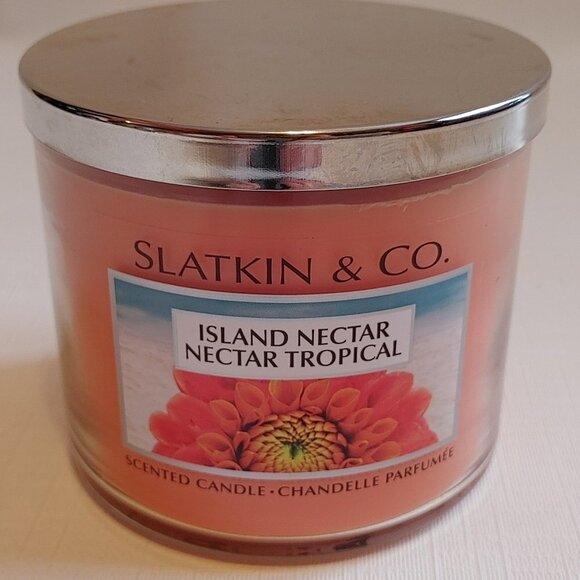 SLATKIN & CO.
ISLAND NECTAR
NECTAR TROPICAL
SCENTED CANDLE • CHANDELLE PARFUMÉE